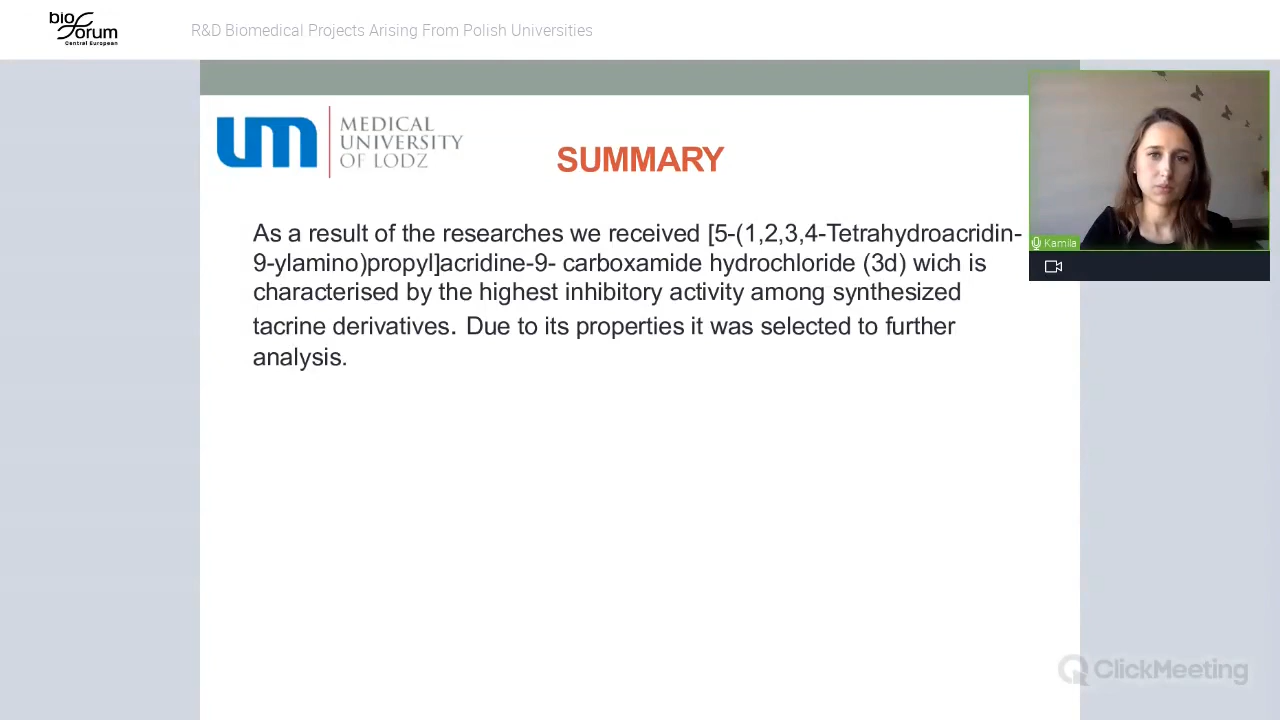 bio
forum
Central European
R&D Biomedical Projects Arising From Polish Universities
um
MEDICAL
UNIVERSITY
OF LODZ
SUMMARY
As a result of the researches we received [5-(1,2,3,4-Tetrahydroacridin-
9-ylamino)propyl]acridine-9- carboxamide hydrochloride (3d) wich is
characterised by the highest inhibitory activity among synthesized
tacrine derivatives. Due to its properties it was selected to further
analysis.
Kamila
ClickMeeting